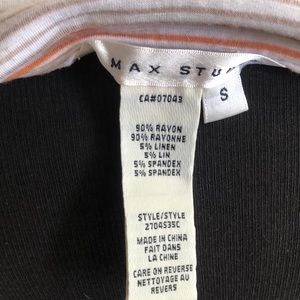 MAX STU
S
CA#07043
90% RAYON
90% RAYONNE
5% LINEN
5% LIN
5% SPANDEX
5% SPANDEX
STYLE/STYLE
2704S35C
MADE IN CHINA
FAIT DANS
LA CHINE
CARE ON REVERSE
NETTOYAGE AU
REVERS